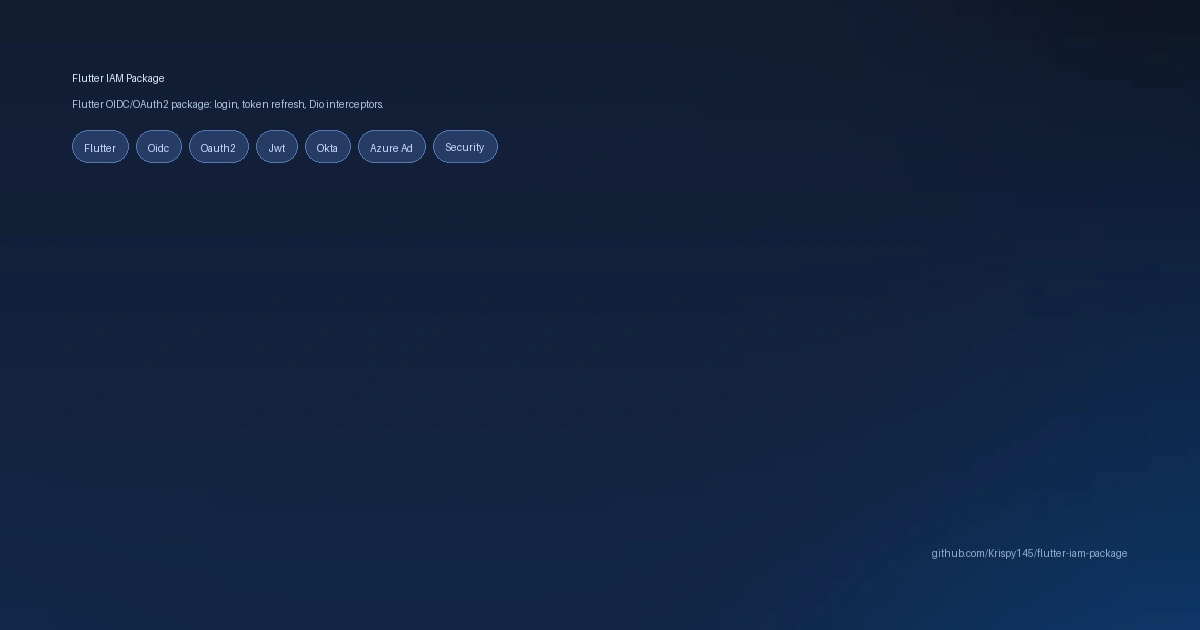 Flutter IAM Package
Flutter OIDC/OAuth2 package: login, token refresh, Dio interceptors.
Flutter Oidc Oauth2 Jwt Okta Azure Ad Security
github.com/Krispy145/flutter-iam-package